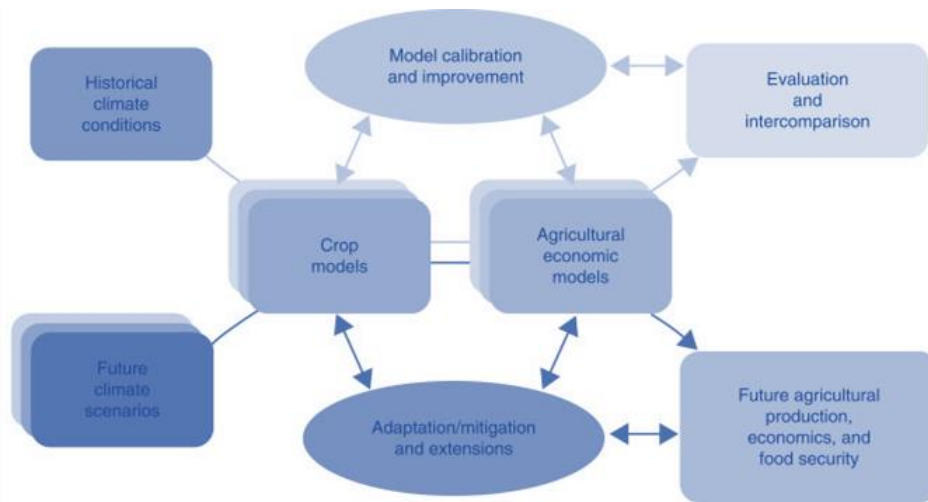 Historical
climate
conditions
Model calibration
and improvement
Evaluation
and
intercomparison
Crop
models
Agricultural
economic
models
Future
climate
scenarios
Adaptation/mitigation
and extensions
Future agricultural
production,
economics, and
food security